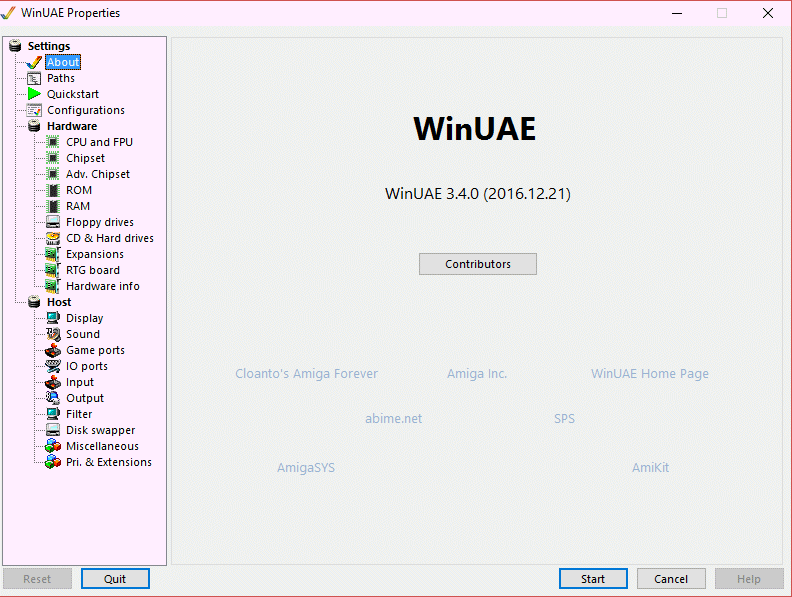 WinUAE Properties
Settings
About
Paths
Quickstart
Configurations
Hardware
CPU and FPU
Chipset
Adv. Chipset
ROM
RAM
Floppy drives
CD & Hard drives
Expansions
RTG board
Hardware info
Host
Display
Sound
Game ports
IO ports
Input
Output
Filter
Disk swapper
Miscellaneous
Pri. & Extensions
WinUAE
WinUAE 3.4.0 (2016.12.21)
Contributors
Cloanto's Amiga Forever Amiga Inc. WinUAE Home Page
abime.net SPS
AmigaSYS AmiKit
Reset Quit Start Cancel Help